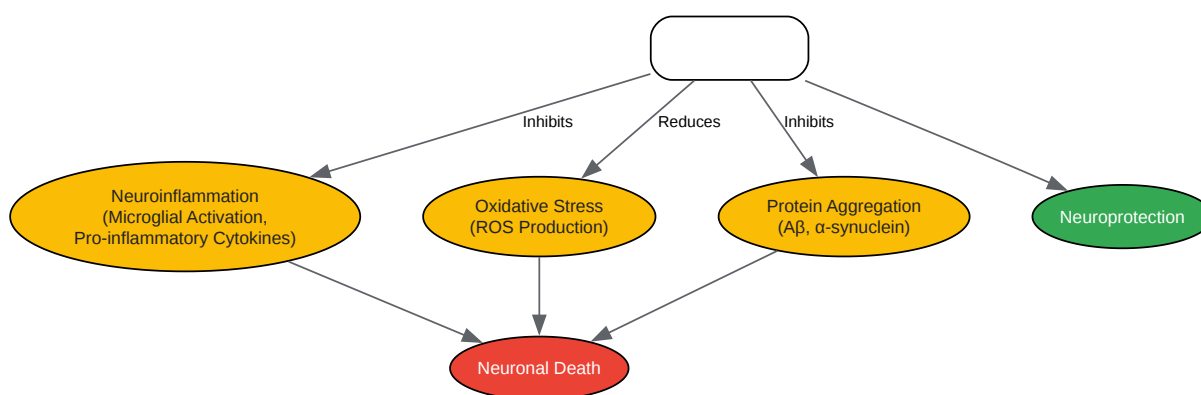 Inhibits
Reduces
Inhibits
Neuroinflammation
(Microglial Activation,
Pro-inflammatory Cytokines)
Oxidative Stress
(ROS Production)
Protein Aggregation
(Aβ, α-synuclein)
Neuroprotection
Neuronal Death